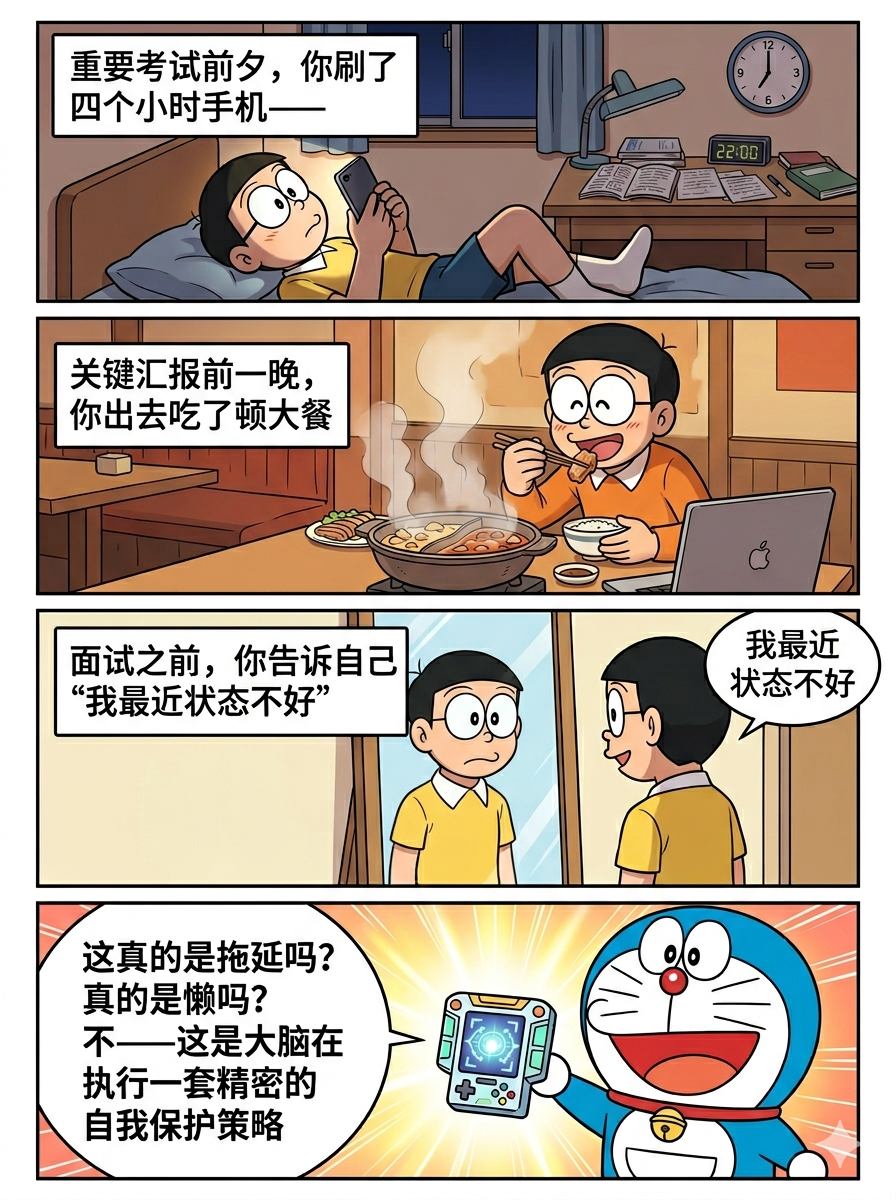 重要考试前夕，你刷了
四个小时手机——
12
9
3
6
22:00
关键汇报前一晚，
你出去吃了顿大餐
面试之前，你告诉自己
“我最近状态不好”
我最近
状态不好
这真的是拖延吗？
真的是懒吗？
不——这是大脑在
执行一套精密的
自我保护策略